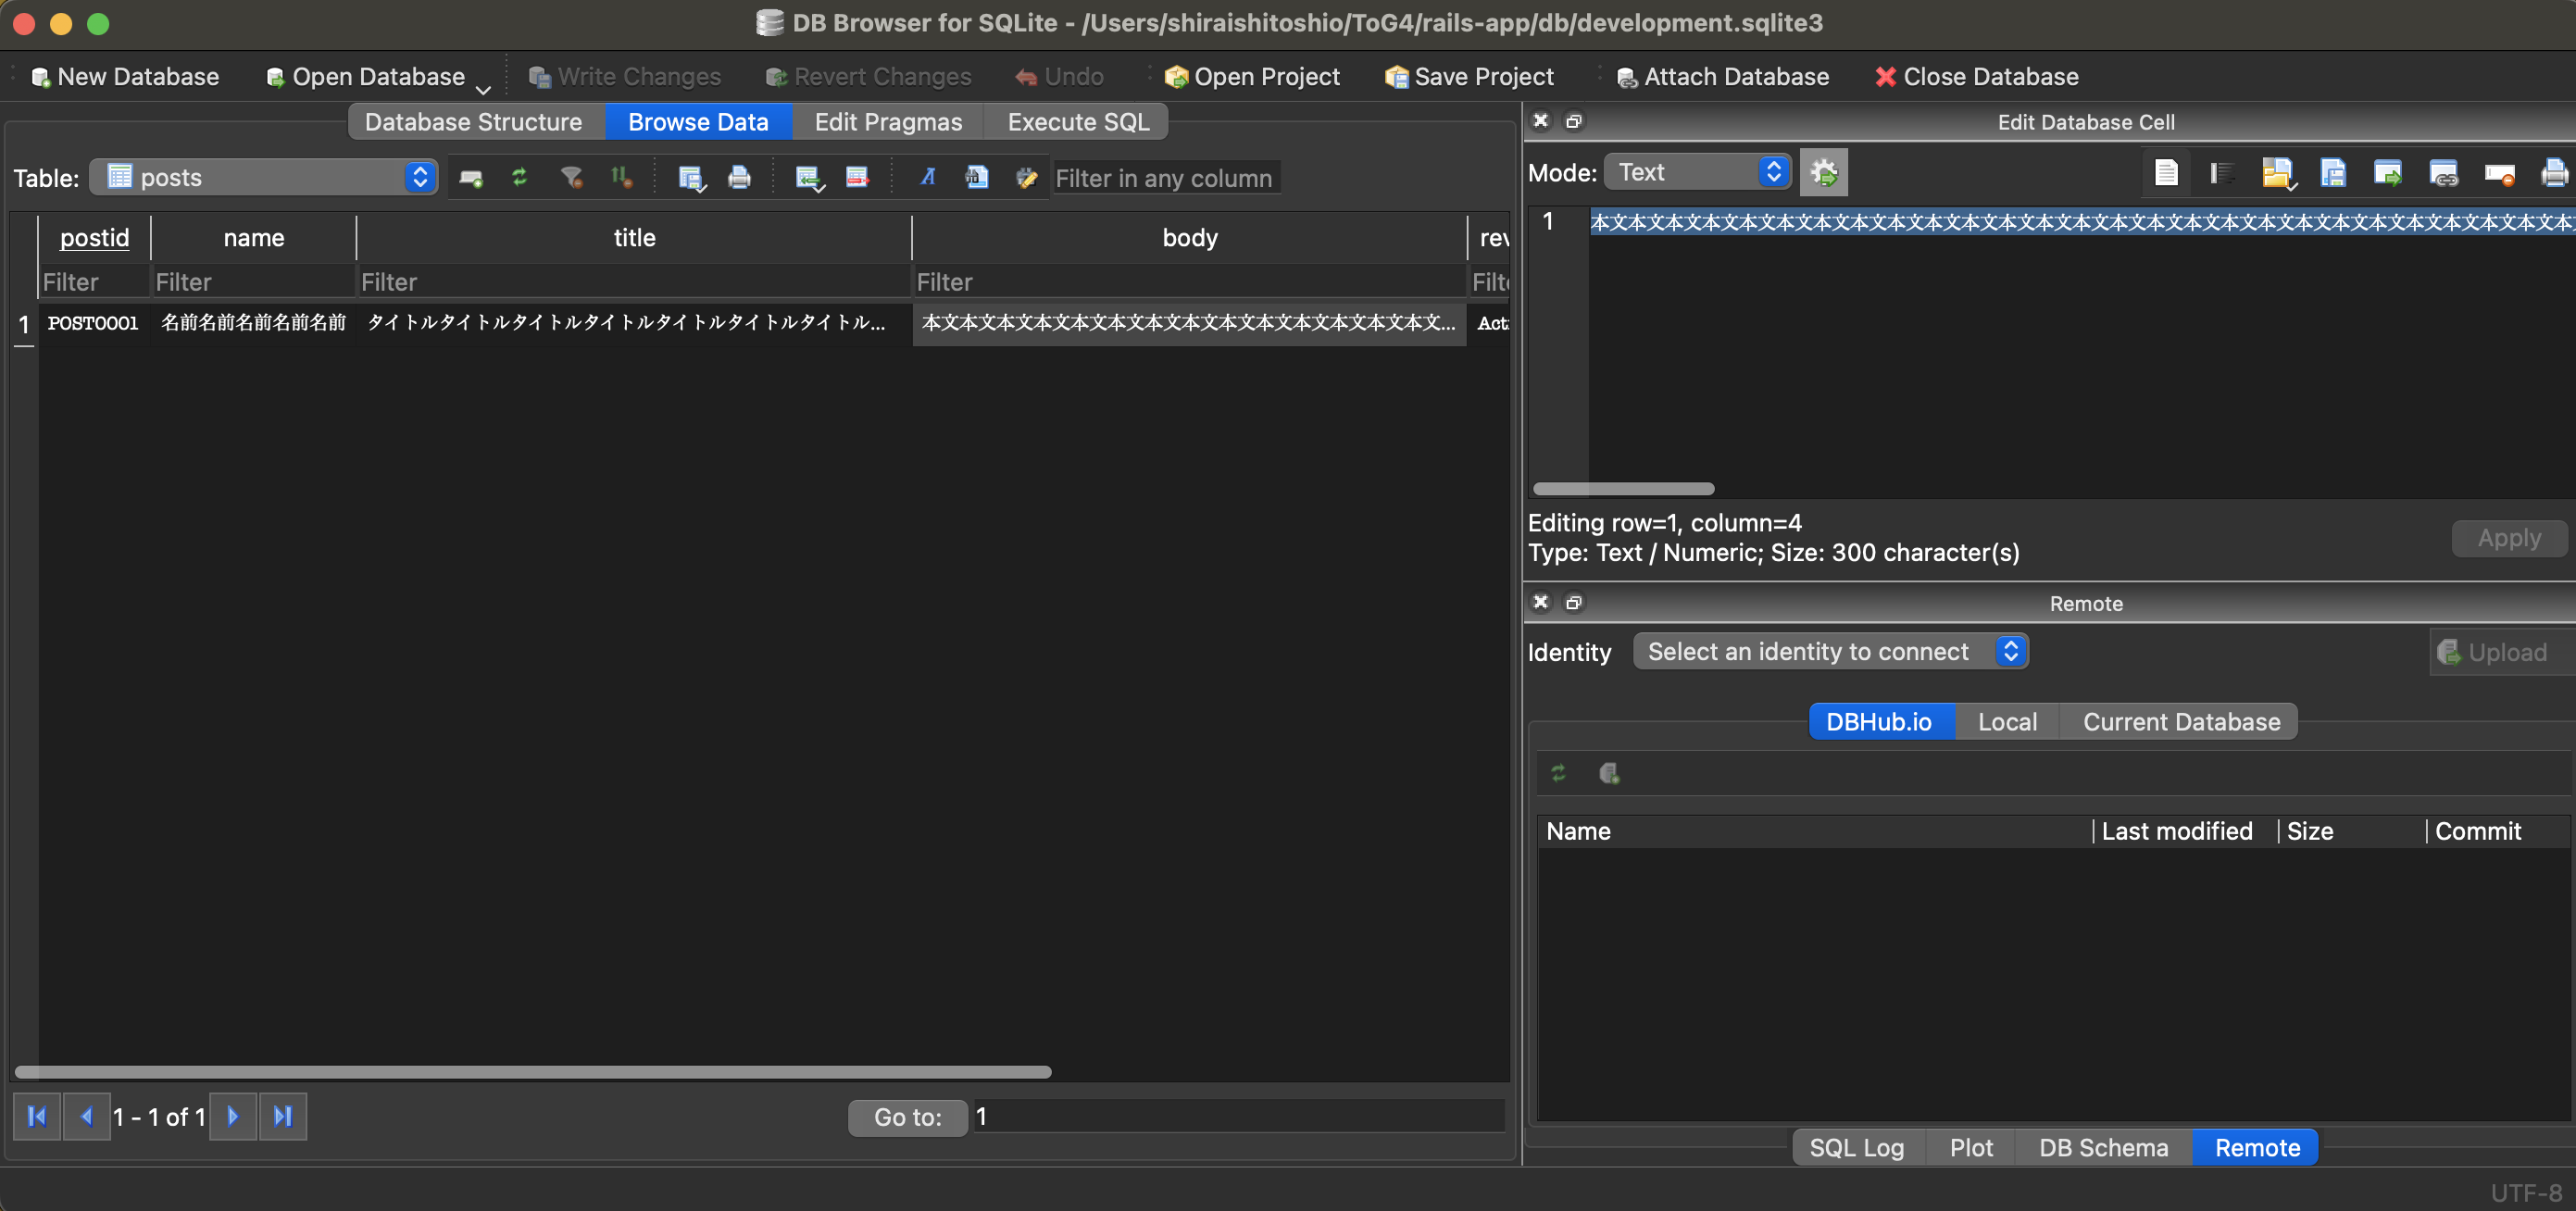 DB Browser for SQLite - /Users/shiraishitoshio/ToG4/rails-app/db/development.sqlite3
New Database Open Database Write Changes Revert Changes Undo Open Project Save Project Attach Database Close Database
Database Structure Browse Data Edit Pragmas Execute SQL
Table: posts Filter in any column
postid name title body rev
Filter Filter Filter Filter Filt
1 POST0001 名前名前名前名前名前 タイトルタイトルタイトルタイトルタイトルタイトルタイトル... 本文本文本文本文本文本文本文本文本文本文本文本文本文本文... Act
1 - 1 of 1 Go to: 1
Edit Database Cell
Mode: Text
1 本文本文本文本文本文本文本文本文本文本文本文本文本文本文本文本文本文本文本文本文本文本文本文本文本文本文本
Editing row=1, column=4
Type: Text / Numeric; Size: 300 character(s)
Apply
Remote
Identity Select an identity to connect Upload
DBHub.io Local Current Database
Name Last modified Size Commit
SQL Log Plot DB Schema Remote
UTF-8